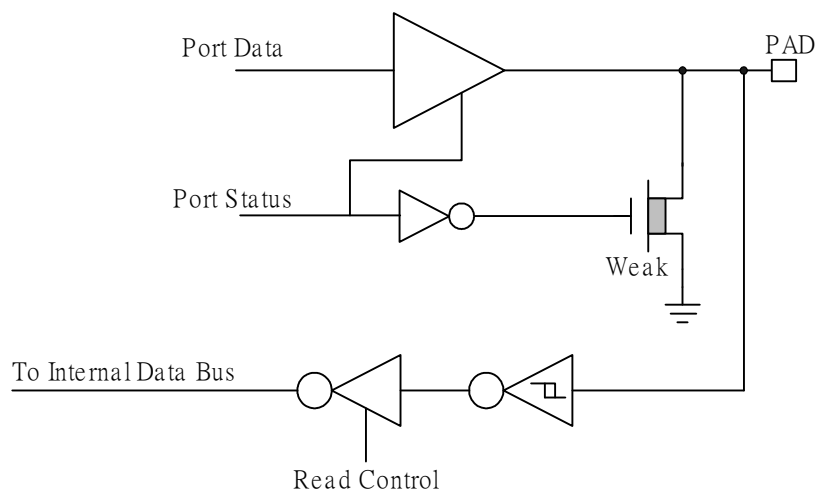 Port Data
PAD
Port Status
Weak
To Internal Data Bus
Read Control